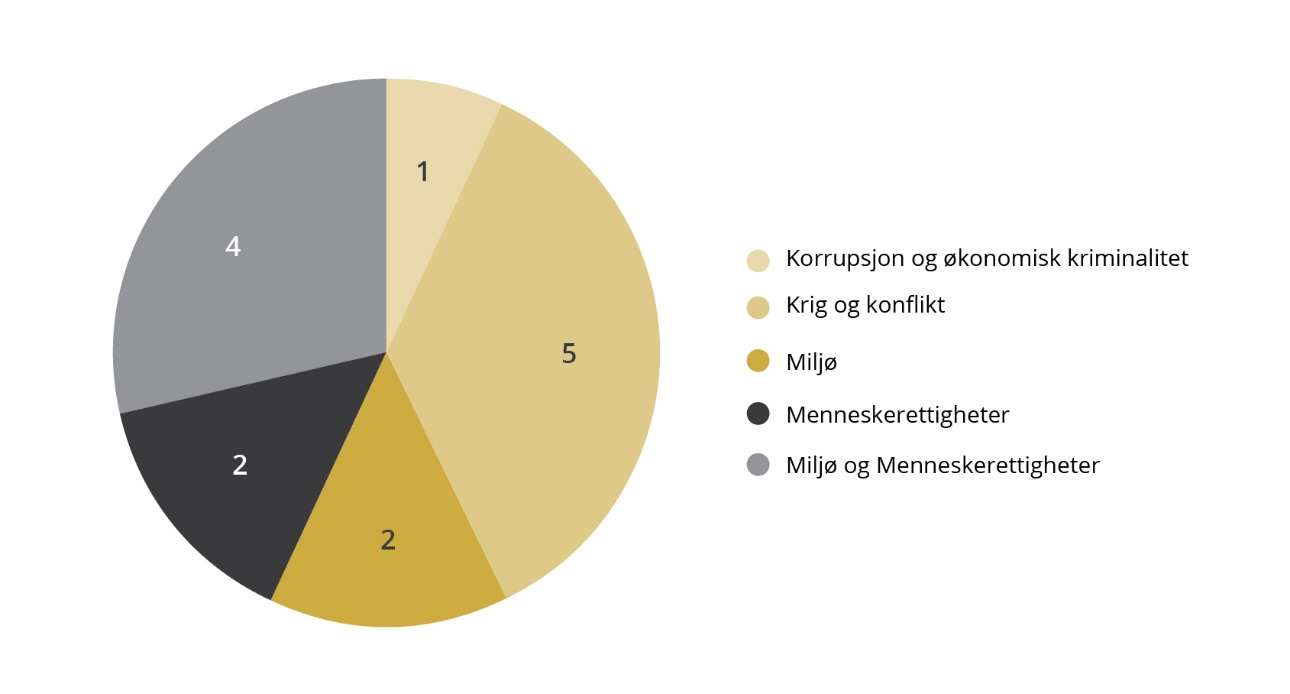 1
4
5
2
2
Korrupsjon og økonomisk kriminalitet
Krig og konflikt
Miljø
Menneskerettigheter
Miljø og Menneskerettigheter